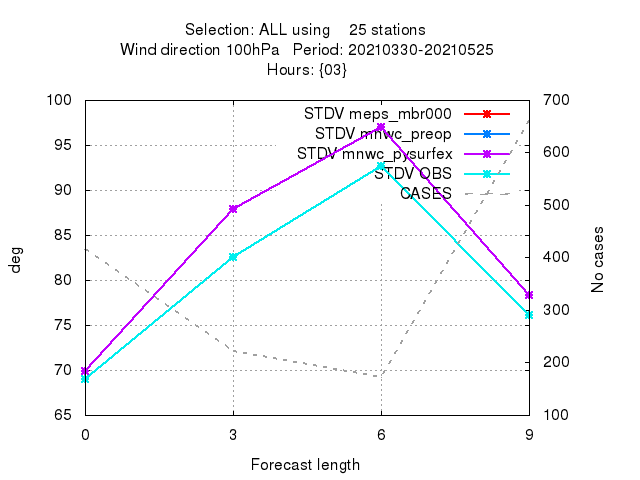 Selection: ALL using 25 stations
Wind direction 100hPa Period: 20210330-20210525
Hours: {03}
100
95
90
85
80
75
70
65
deg
STDV meps_mbr000
STDV mnwc_preop
STDV mnwc_pysurfex
STDV OBS
CASES
700
600
500
400
300
200
100
No cases
0 3 6 9
Forecast length